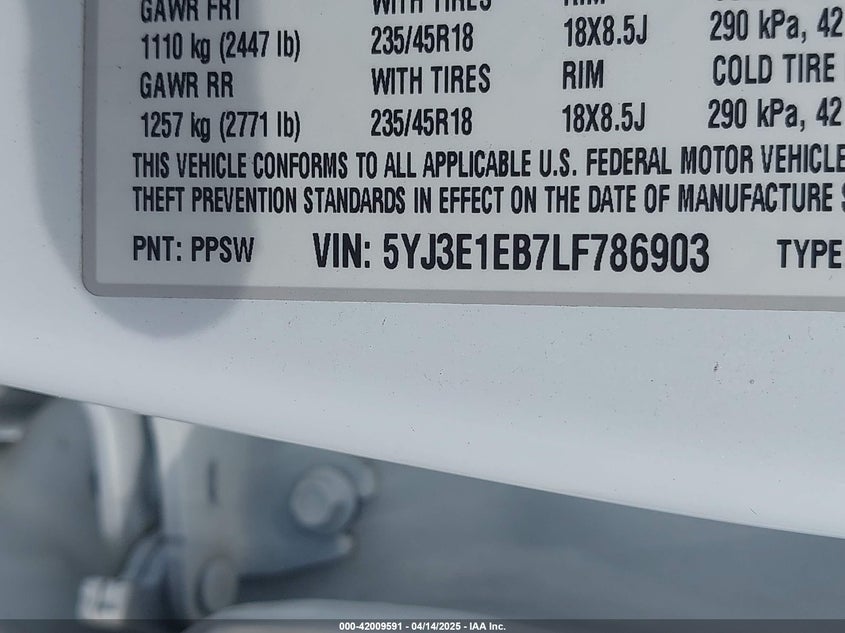 GAWR FRT WITH TIRES
1110 kg (2447 lb) 235/45R18 18X8.5J 290 kPa, 42
GAWR RR WITH TIRES RIM COLD TIRE
1257 kg (2771 lb) 235/45R18 18X8.5J 290 kPa, 42
THIS VEHICLE CONFORMS TO ALL APPLICABLE U.S. FEDERAL MOTOR VEHICLE
THEFT PREVENTION STANDARDS IN EFFECT ON THE DATE OF MANUFACTURE S
PNT: PPSW VIN: 5YJ3E1EB7LF786903 TYPE
000-42009591 - 04/14/2025 - IAA Inc.